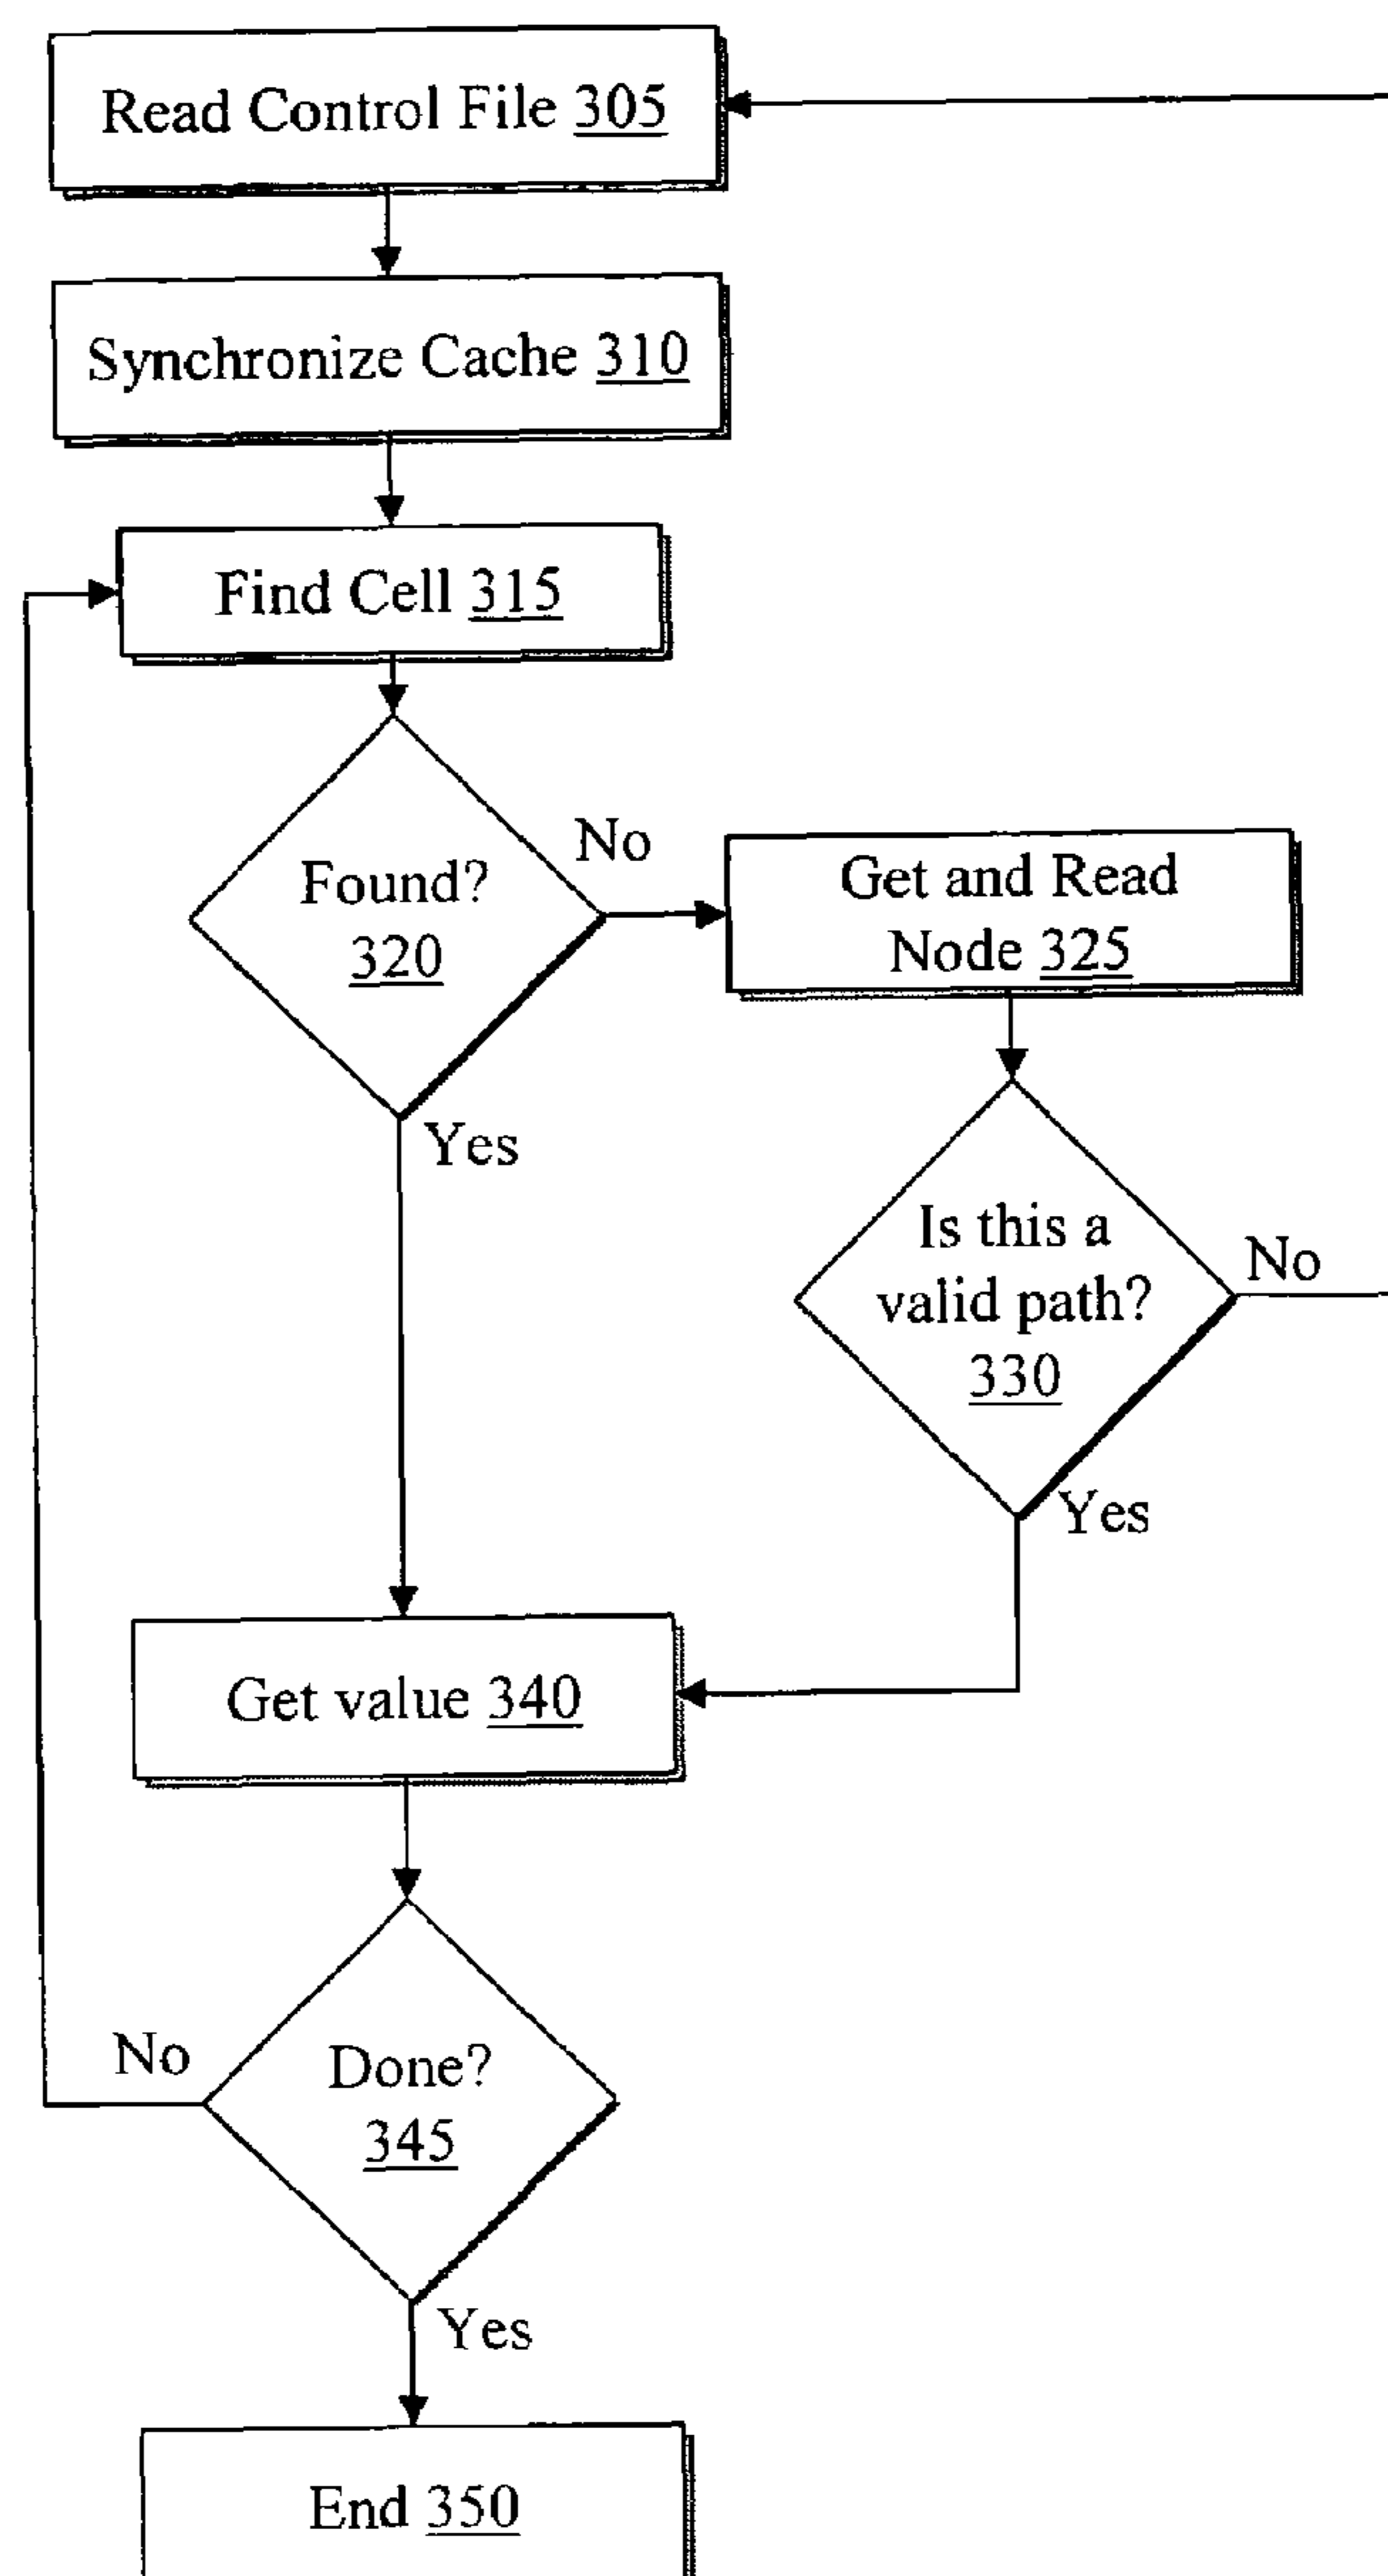 Read Control File 305
Synchronize Cache 310
Find Cell 315
Found?
320
No
Yes
Get and Read
Node 325
Is this a
valid path?
330
No
Yes
Get value 340
Done?
345
No
Yes
End 350